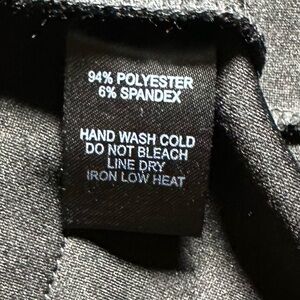 94% POLYESTER
6% SPANDEX
HAND WASH COLD
DO NOT BLEACH
LINE DRY
IRON LOW HEAT